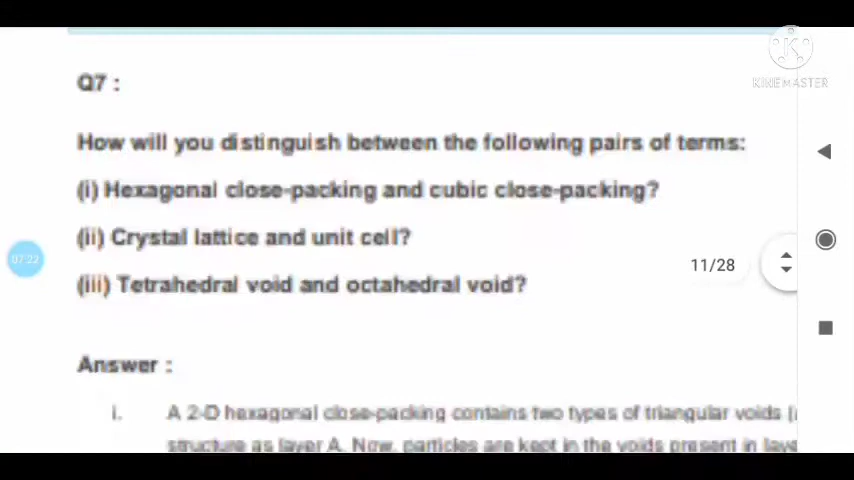 KINEMASTER
Q7 :
How will you distinguish between the following pairs of terms:
(i) Hexagonal close-packing and cubic close-packing?
(ii) Crystal lattice and unit cell?
07:22
11/28
(iii) Tetrahedral void and octahedral void?
Answer :
i. A 2-D hexagonal close-packing contains two types of triangular voids (
structure as layer A. Now, particles are kept in the voids present in laye